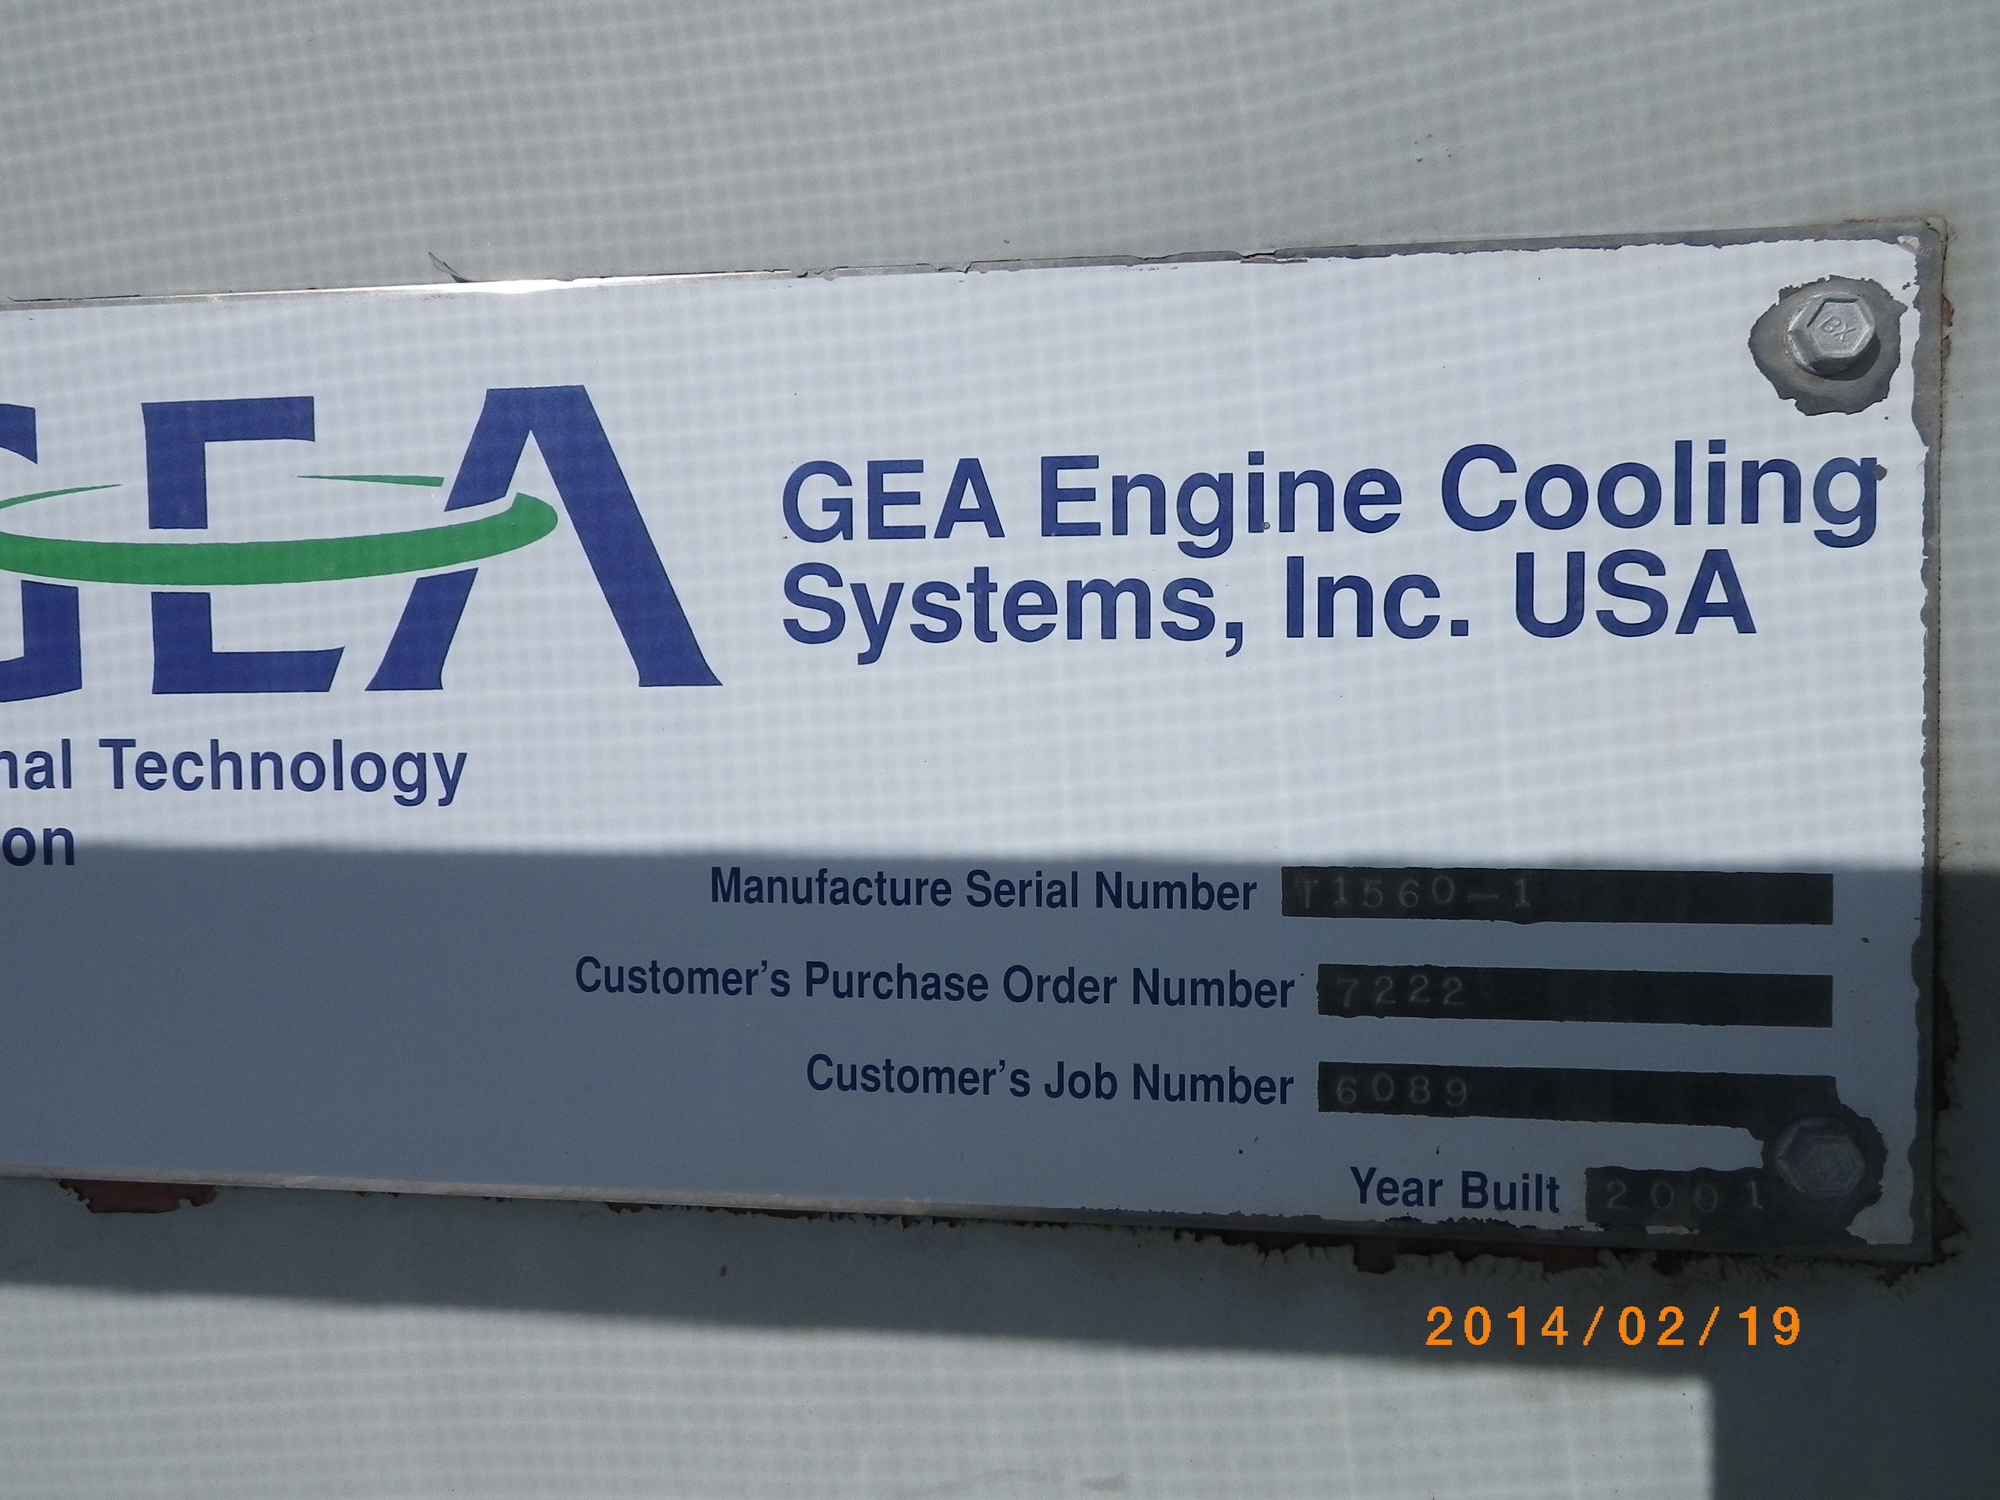 GEA
GEA Engine Cooling
Systems, Inc. USA
nal Technology
on
Manufacture Serial Number T1560-1
Customer's Purchase Order Number 7222
Customer's Job Number 6089
Year Built 2001
BX
2014/02/19